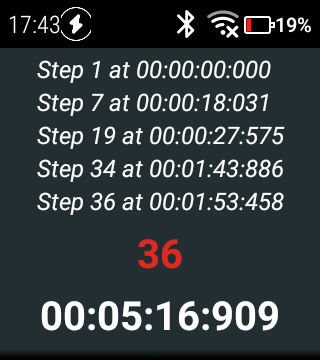 17:43 19%
Step 1 at 00:00:00:000
Step 7 at 00:00:18:031
Step 19 at 00:00:27:575
Step 34 at 00:01:43:886
Step 36 at 00:01:53:458
36
00:05:16:909